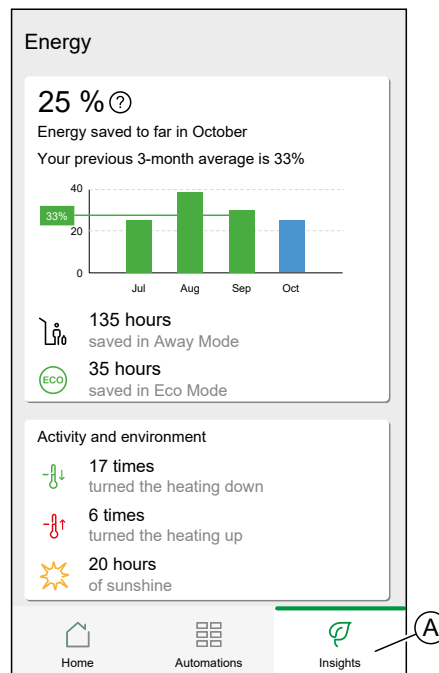 Energy
25 % ?
Energy saved to far in October
Your previous 3-month average is 33%
40
33%
20
0
Jul Aug Sep Oct
135 hours
saved in Away Mode
ECO
35 hours
saved in Eco Mode
Activity and environment
17 times
turned the heating down
6 times
turned the heating up
20 hours
of sunshine
Home Automations Insights
A